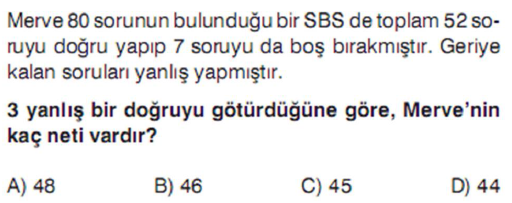 Merve 80 sorunun bulunduğu bir SBS de toplam 52 so-
ruyu doğru yapıp 7 soruyu da boş bırakmıştır. Geriye
kalan soruları yanlış yapmıştır.
3 yanlış bir doğruyu götürdüğüne göre, Merve'nin
kaç neti vardır?
A) 48 B) 46 C) 45 D) 44